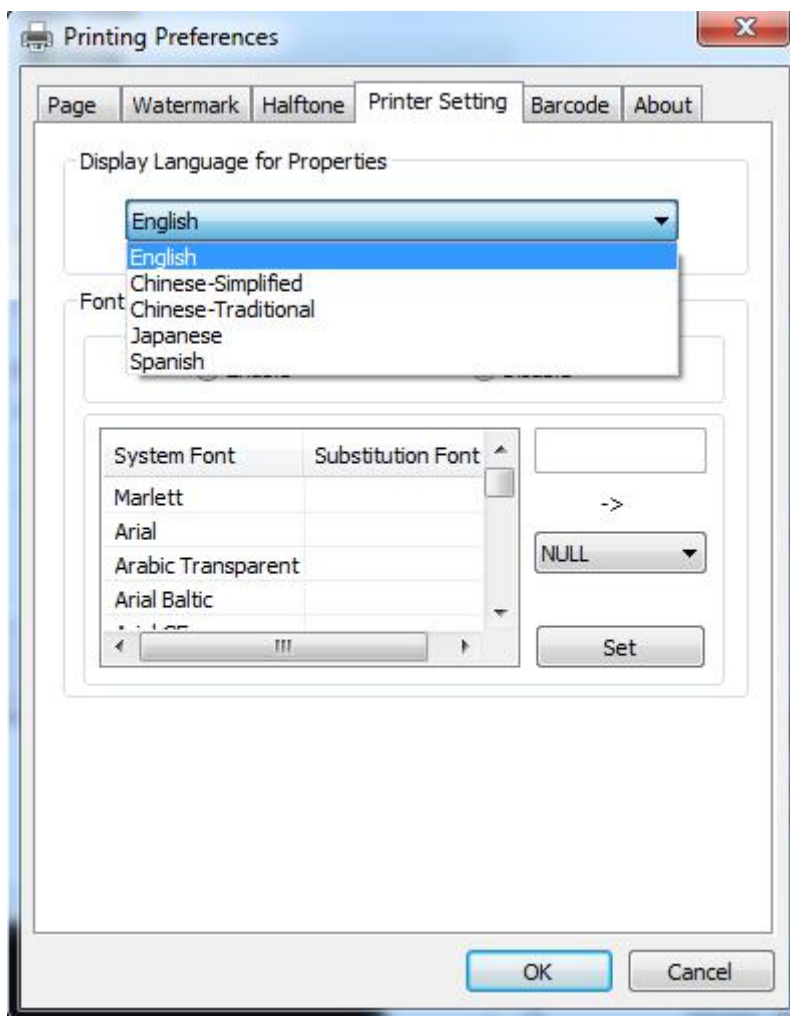 Printing Preferences
Page Watermark Halftone Printer Setting Barcode About
Display Language for Properties
English
English
Chinese-Simplified
Font
Chinese-Traditional
Japanese
Spanish
System Font Substitution Font
Marlett
->
Arial
NULL
Arabic Transparent
Arial Baltic
Set
OK Cancel